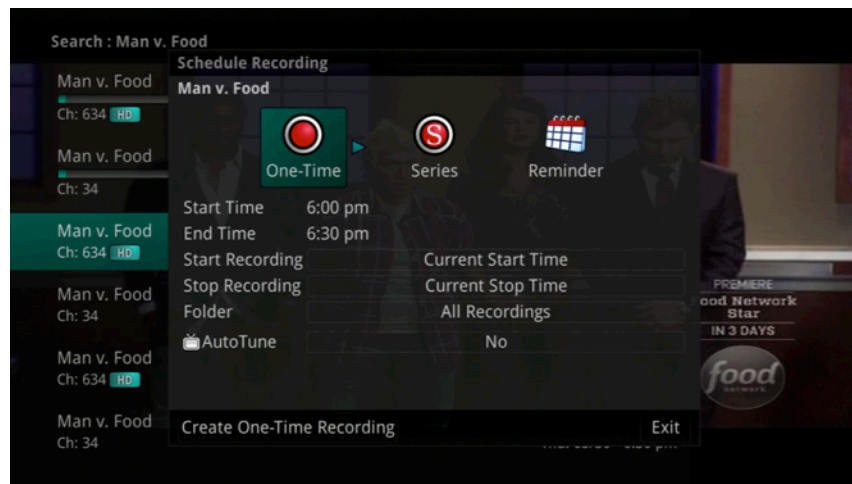 Search : Man v. Food
Schedule Recording
Man v. Food
Ch: 634 HD
Man v. Food
Ch: 34
Man v. Food
Ch: 634 HD
Man v. Food
Ch: 34
Man v. Food
Ch: 634 HD
Man v. Food
Ch: 34
Man v. Food
One-Time
S
Series
Reminder
Start Time 6:00 pm
End Time 6:30 pm
Start Recording Current Start Time
Stop Recording Current Stop Time
Folder All Recordings
AutoTune No
Create One-Time Recording Exit
PREMIERE
Food Network
Star
IN 3 DAYS
food
network